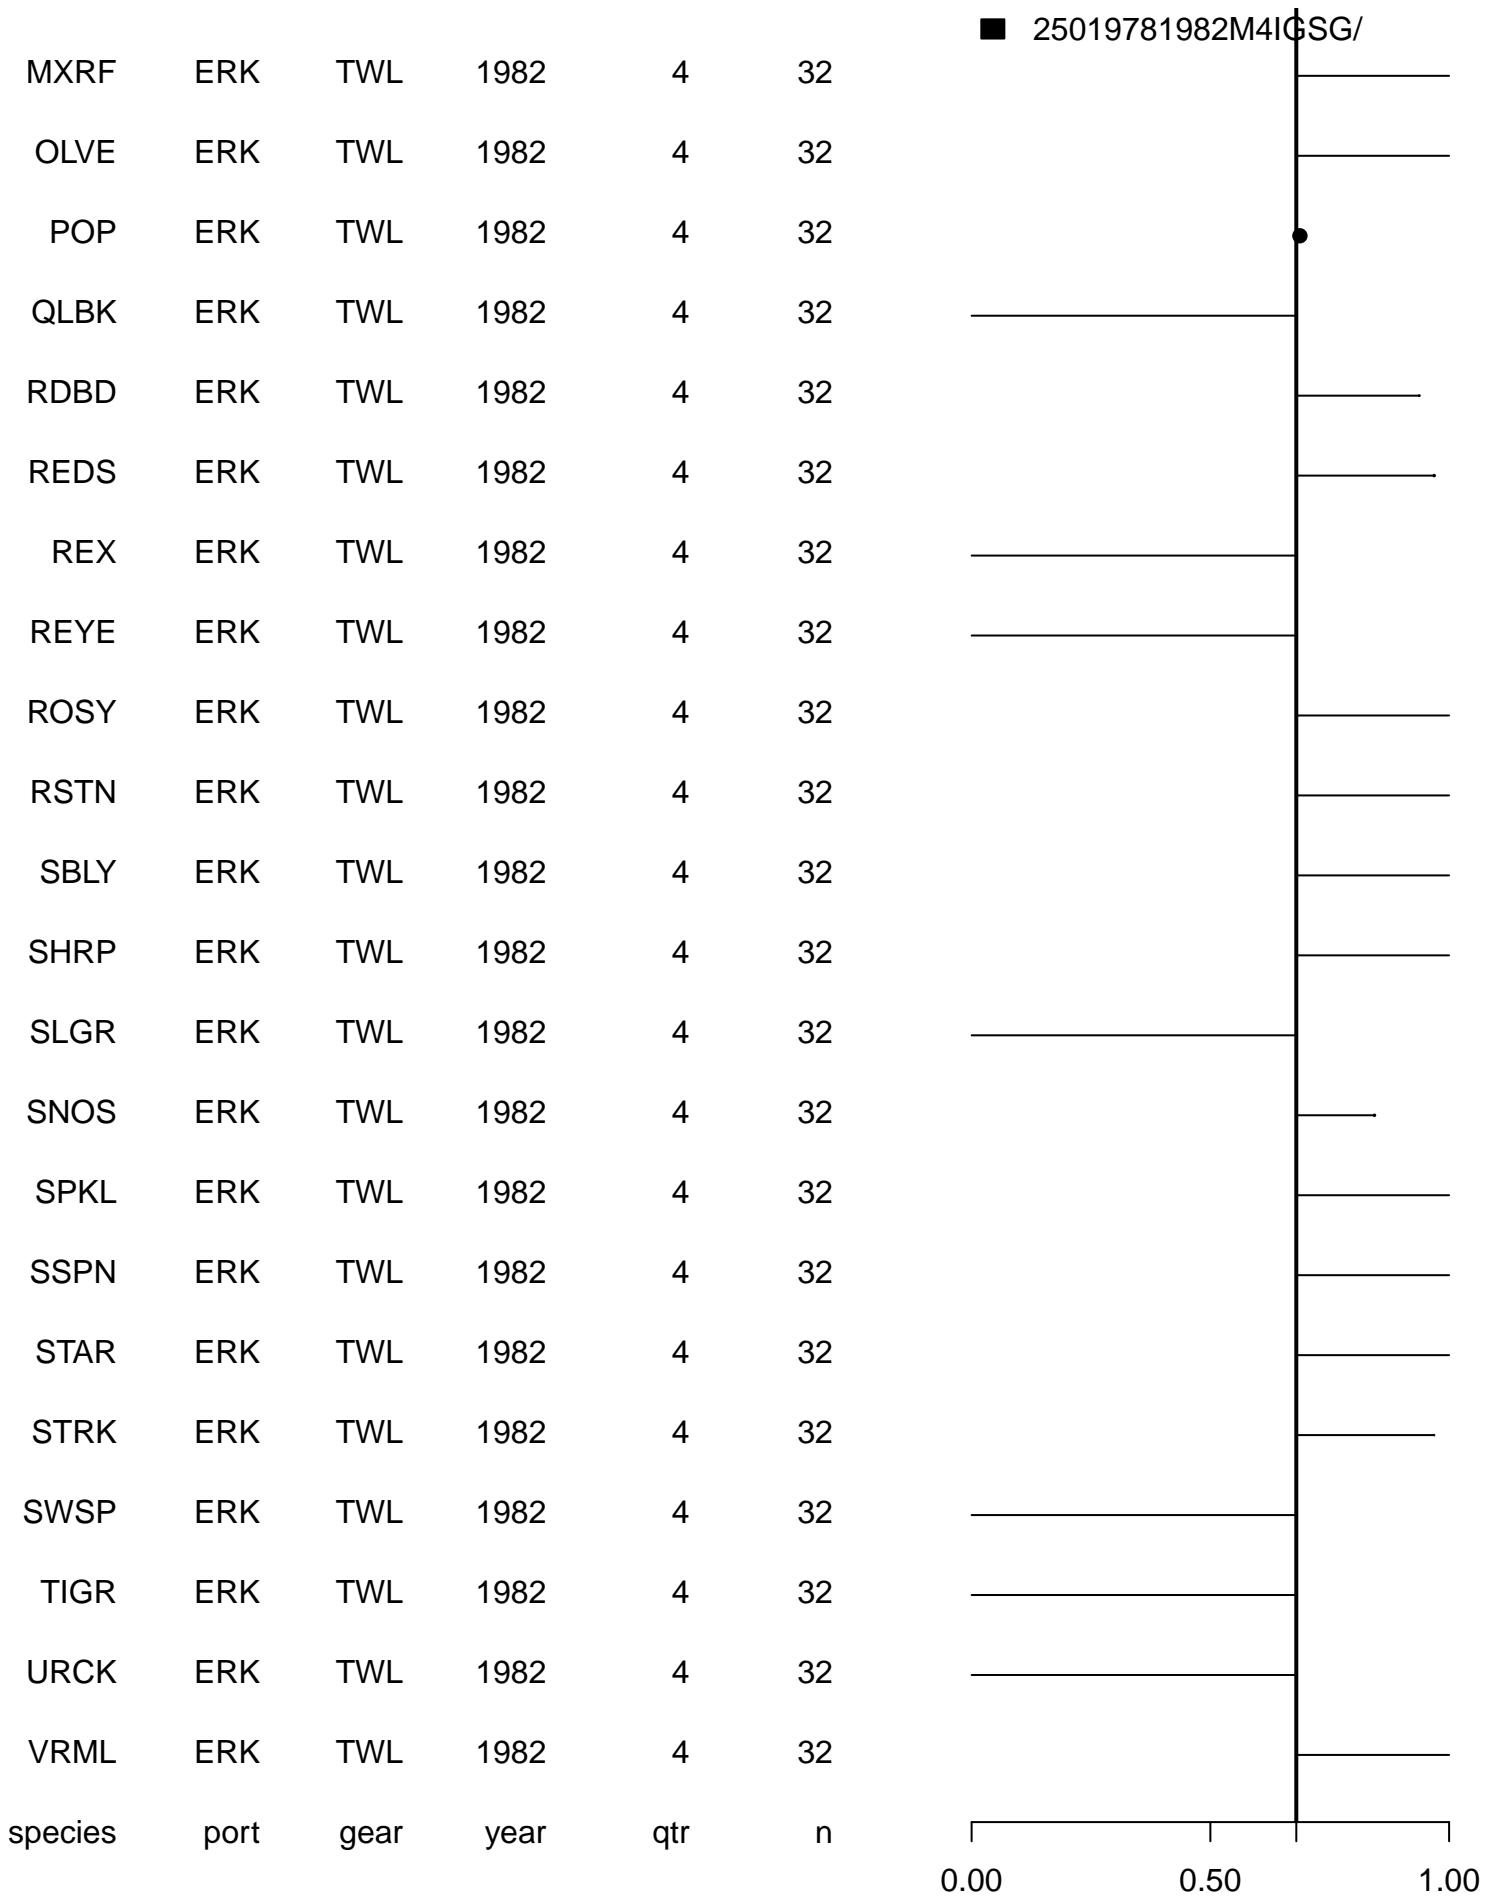 25019781982M4IGSG/
MXRF ERK TWL 1982 4 32
OLVE ERK TWL 1982 4 32
POP ERK TWL 1982 4 32
QLBK ERK TWL 1982 4 32
RDBD ERK TWL 1982 4 32
REDS ERK TWL 1982 4 32
REX ERK TWL 1982 4 32
REYE ERK TWL 1982 4 32
ROSY ERK TWL 1982 4 32
RSTN ERK TWL 1982 4 32
SBLY ERK TWL 1982 4 32
SHRP ERK TWL 1982 4 32
SLGR ERK TWL 1982 4 32
SNOS ERK TWL 1982 4 32
SPKL ERK TWL 1982 4 32
SSPN ERK TWL 1982 4 32
STAR ERK TWL 1982 4 32
STRK ERK TWL 1982 4 32
SWSP ERK TWL 1982 4 32
TIGR ERK TWL 1982 4 32
URCK ERK TWL 1982 4 32
VRML ERK TWL 1982 4 32
species port gear year qtr n
0.00 0.50 1.00